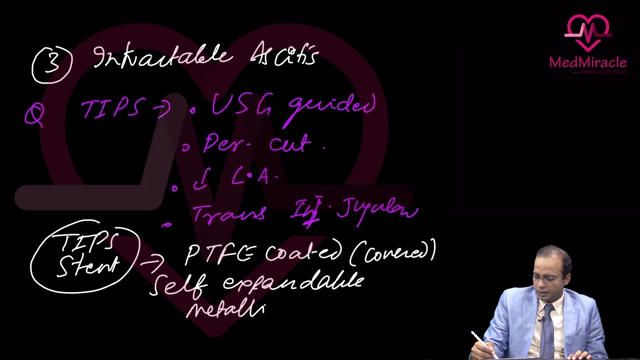 MedMiracle
③ Intractable Ascitis
Q TIPS → • USG guided
• Per. cut.
• ↓ L.A.
• Trans Int. Jugular
TIPS Stent → PTFE coated (covered)
Self expandable
metalli